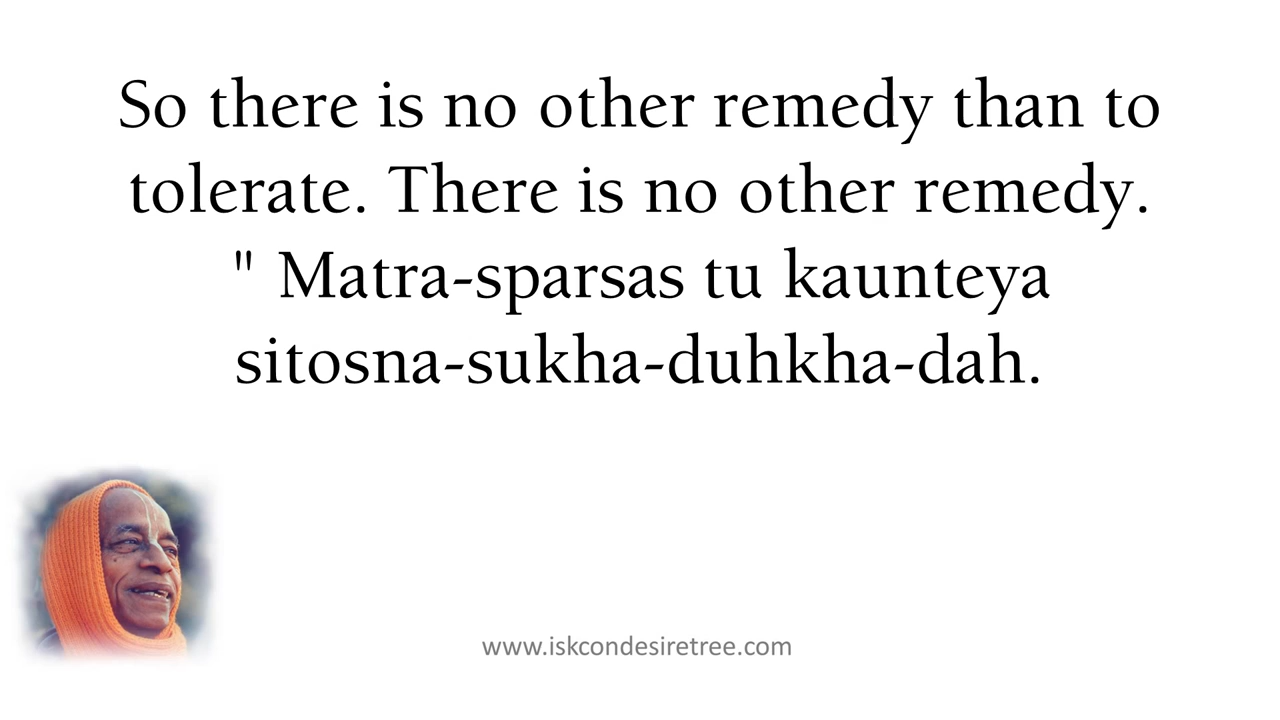 So there is no other remedy than to
tolerate. There is no other remedy.
" Matra-sparsas tu kaunteya
sitosna-sukha-duhkha-dah.
www.iskcondesiretree.com